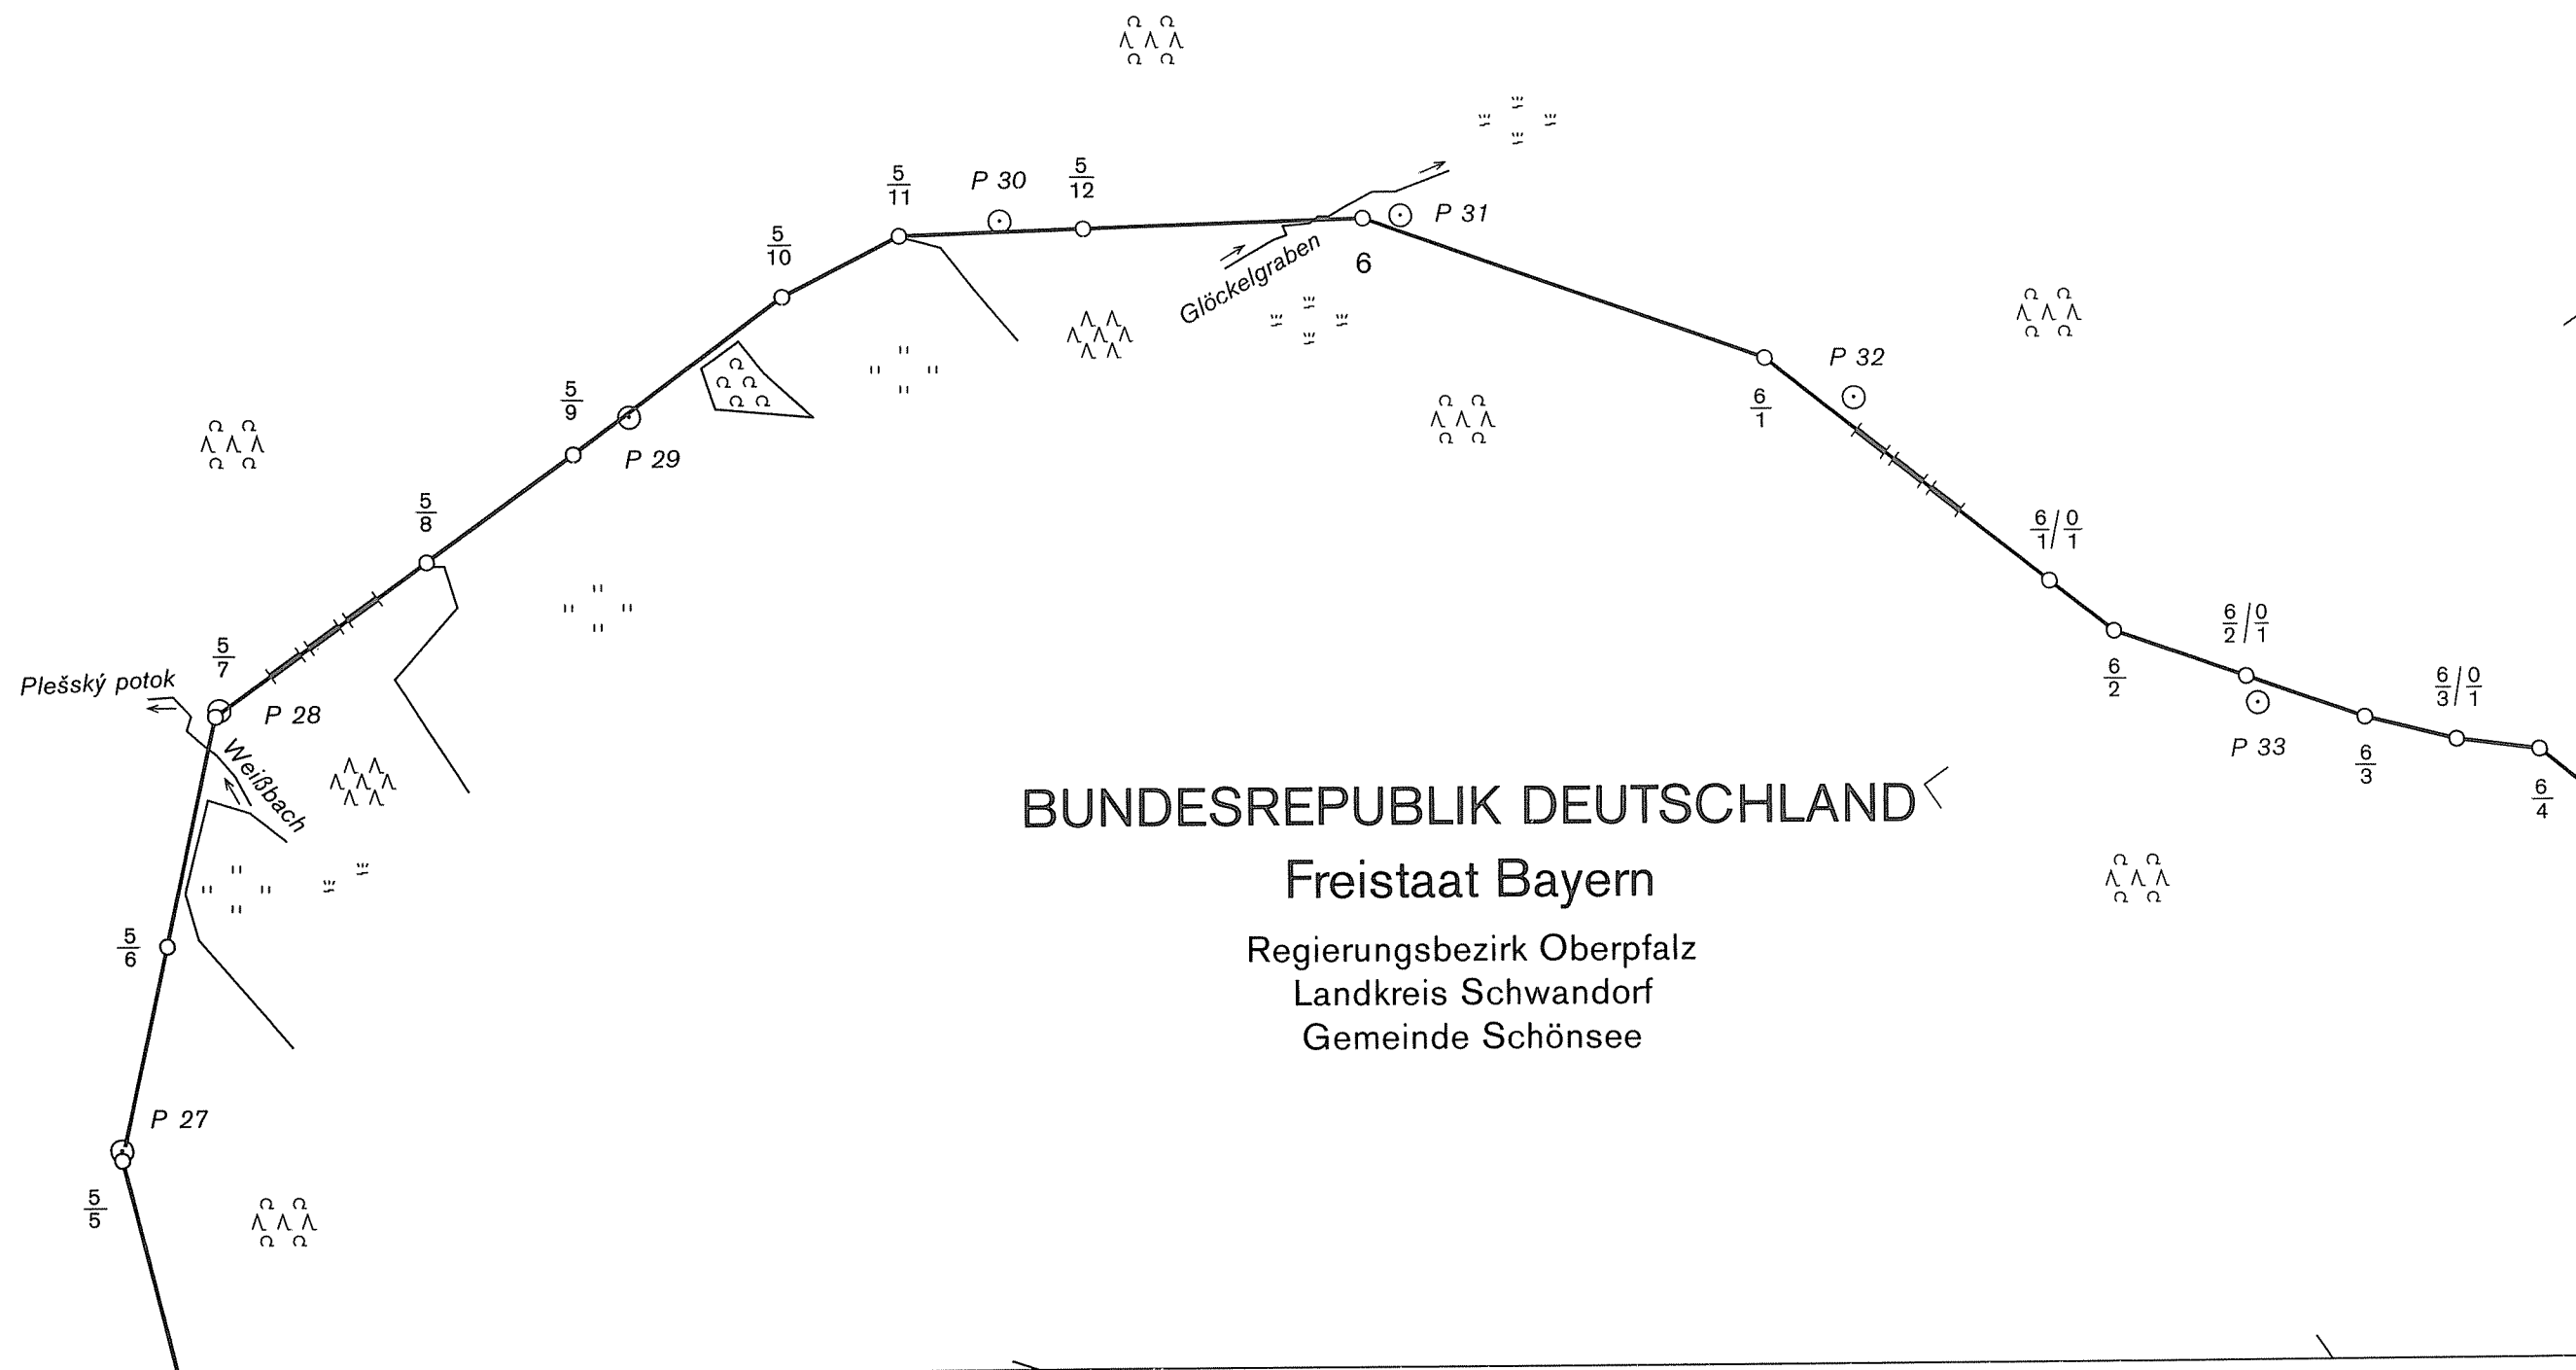 5/11
P 30
5/12
5/10
P 31
6
Glöckelgraben
P 32
6/1
5/9
P 29
5/8
6/1/0/1
6/2/0/1
5/7
Plešský potok
P 28
6/2
6/3/0/1
P 33
6/3
6/4
Weißbach
BUNDESREPUBLIK DEUTSCHLAND
Freistaat Bayern
Regierungsbezirk Oberpfalz
Landkreis Schwandorf
Gemeinde Schönsee
5/6
P 27
5/5